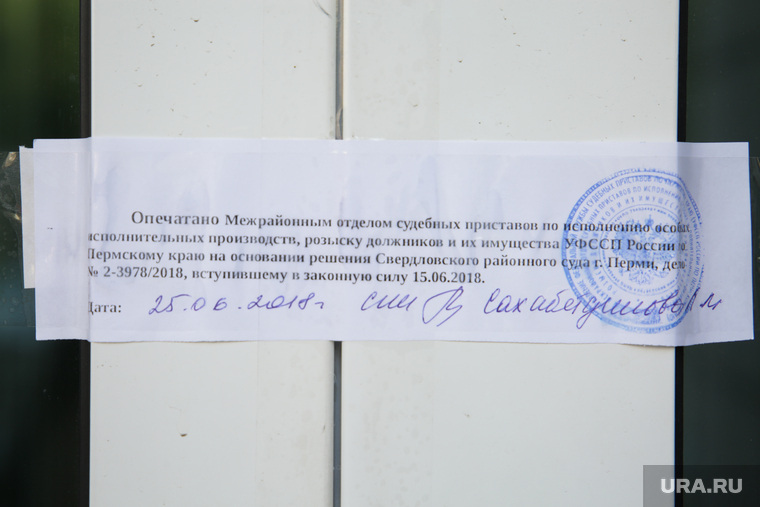 Опечатано Межрайонным отделом судебных приставов по исполнению особых
исполнительных производств, розыску должников и их имущества УФССП России по
Пермскому краю на основании решения Свердловского районного суда г. Перми, дело
№ 2-3978/2018, вступившему в законную силу 15.06.2018.
Дата: 25.06.2018г СПИ
URA.RU